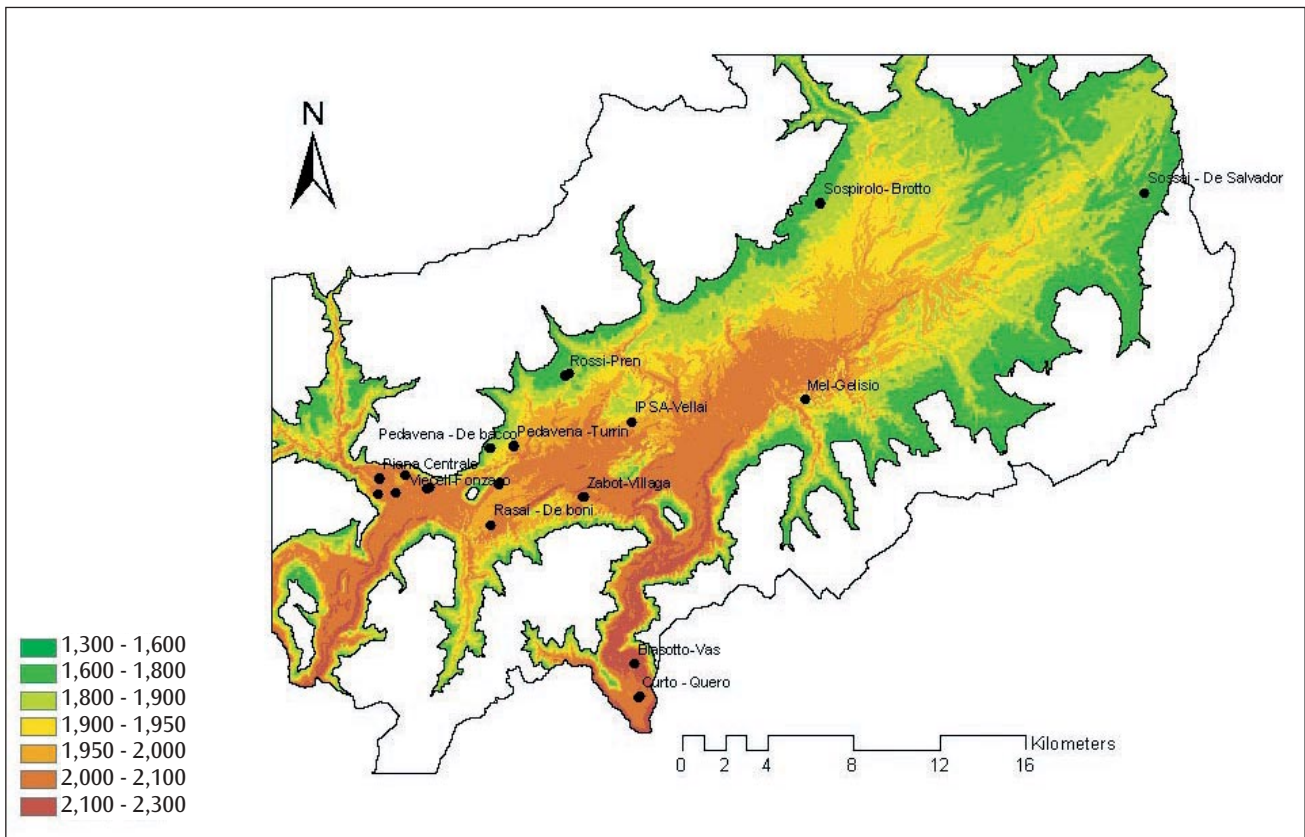 N
Sossai - De Salvador
Sospirolo-Brotto
Rossi-Pren
Mel-Gelisio
IPSA-Vellai
Pedavena - De bacco
Pedavena -Turrin
Piana Centrale
Vieceli-Fonzaso
Zabot-Villaga
Rasai - De boni
Biasotto-Vas
Curto - Quero
Kilometers
0 2 4 8 12 16
1,300 - 1,600
1,600 - 1,800
1,800 - 1,900
1,900 - 1,950
1,950 - 2,000
2,000 - 2,100
2,100 - 2,300